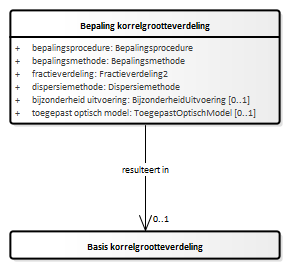 Bepaling korrelgrootteverdeling
+ bepalingsprocedure: Bepalingsprocedure
+ bepalingsmethode: Bepalingsmethode
+ fractieverdeling: Fractieverdeling2
+ dispersiemethode: Dispersiemethode
+ bijzonderheid uitvoering: BijzonderheidUitvoering [0..1]
+ toegepast optisch model: ToegepastOptischModel [0..1]
resulteert in
0..1
Basis korrelgrootteverdeling